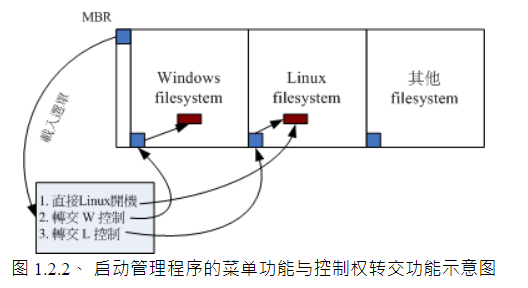 MBR
Windows
filesystem
Linux
filesystem
其他
filesystem
載入選單
1. 直接Linux開機
2. 轉交 W 控制
3. 轉交 L 控制
图 1.2.2、 启动管理程序的菜单功能与控制权转交功能示意图